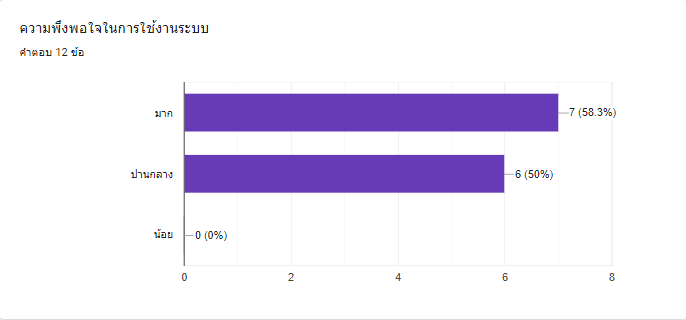 ความพึงพอใจในการใช้งานระบบ
คำตอบ 12 ข้อ
มาก
7 (58.3%)
ปานกลาง
6 (50%)
น้อย
0 (0%)
0 2 4 6 8